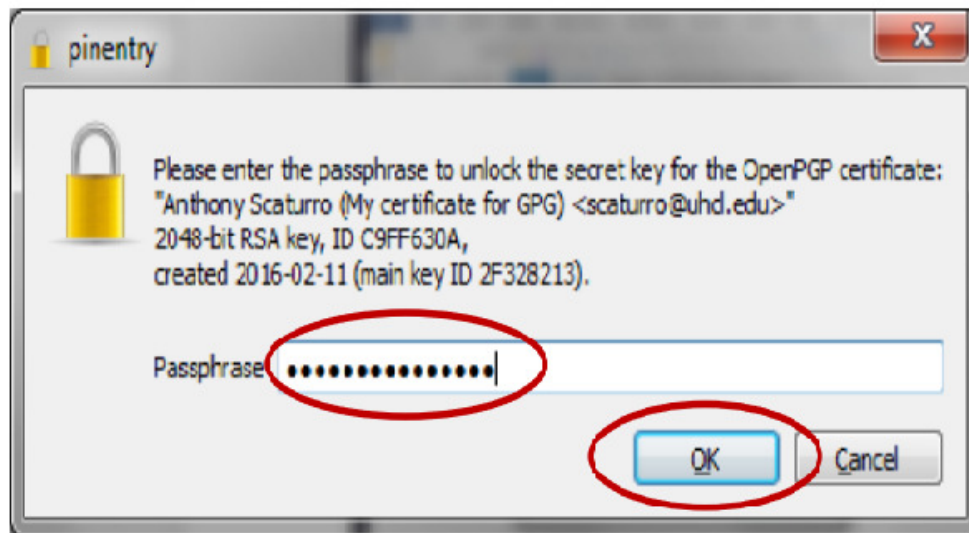 pinentry
Please enter the passphrase to unlock the secret key for the OpenPGP certificate:
"Anthony Scaturro (My certificate for GPG) <scaturro@uhd.edu>"
2048-bit RSA key, ID C9FF630A,
created 2016-02-11 (main key ID 2F328213).
Passphrase ●●●●●●●●●●●●●●●
OK Cancel